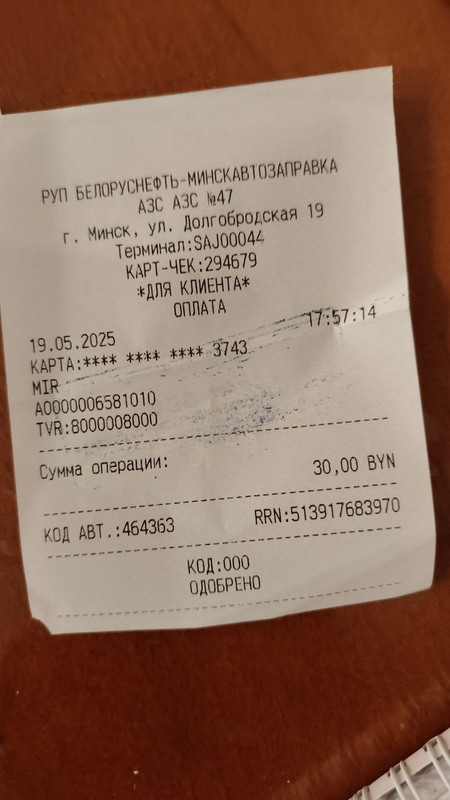 РУП БЕЛОРУСНЕФТЬ-МИНСКАВТОЗАПРАВКА
АЗС АЗС №47
г. Минск, ул. Долгобродская 19
Терминал:SAJ00044
КАРТ-ЧЕК:294679
*ДЛЯ КЛИЕНТА*
ОПЛАТА
19.05.2025 17:57:14
КАРТА:**** **** **** 3743
MIR
A0000006581010
TVR:8000008000
Сумма операции: 30,00 BYN
КОД АВТ.:464363 RRN:513917683970
КОД:000
ОДОБРЕНО